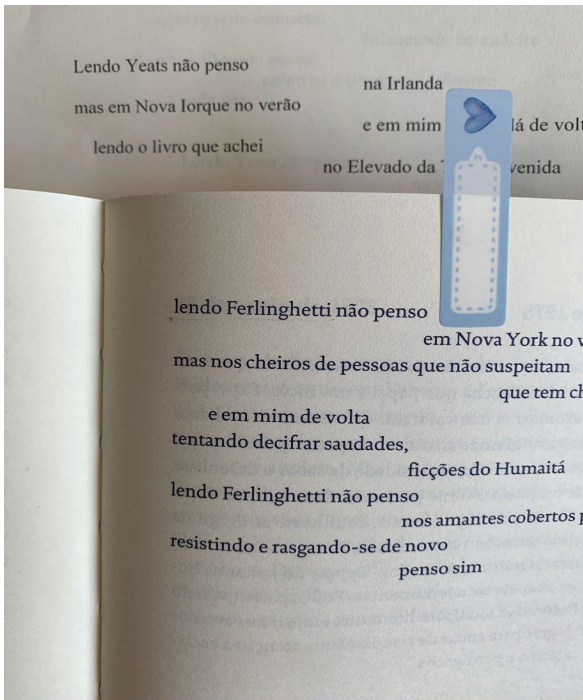 Lendo Yeats não penso
na Irlanda
mas em Nova Iorque no verão
e em mim lá de volt
lendo o livro que achei
no Elevado da venida
lendo Ferlinghetti não penso
em Nova York no v
mas nos cheiros de pessoas que não suspeitam
que tem ch
e em mim de volta
tentando decifrar saudades,
ficções do Humaitá
lendo Ferlinghetti não penso
nos amantes cobertos p
resistindo e rasgando-se de novo
penso sim